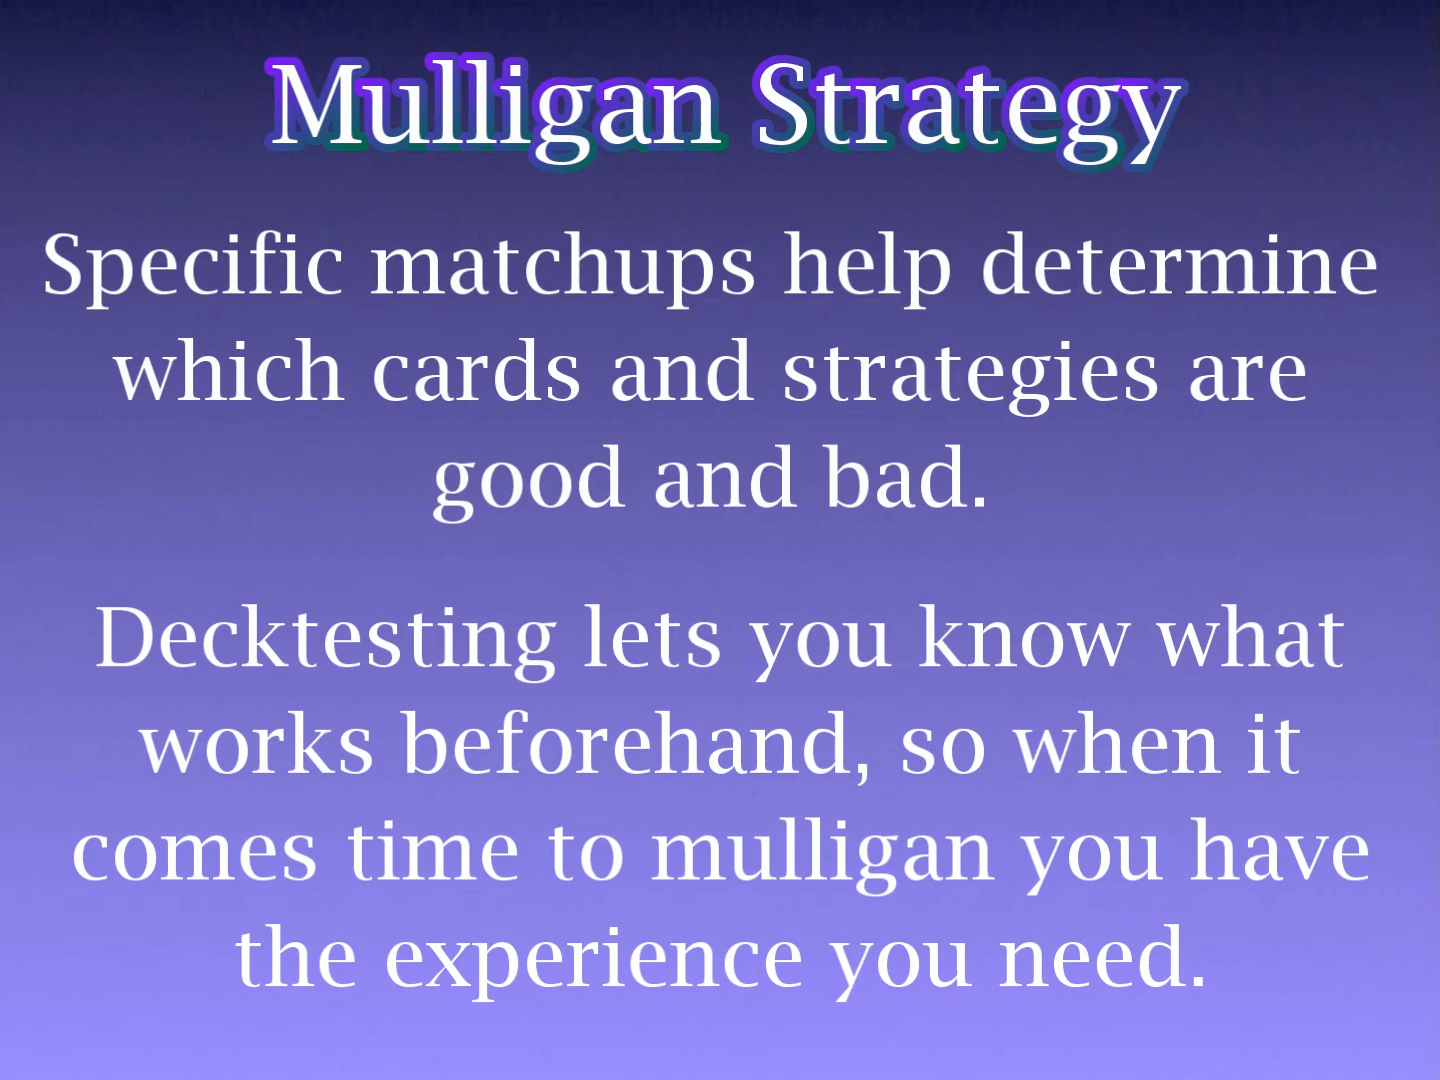 Mulligan Strategy
Specific matchups help determine
which cards and strategies are
good and bad.
Decktesting lets you know what
works beforehand, so when it
comes time to mulligan you have
the experience you need.